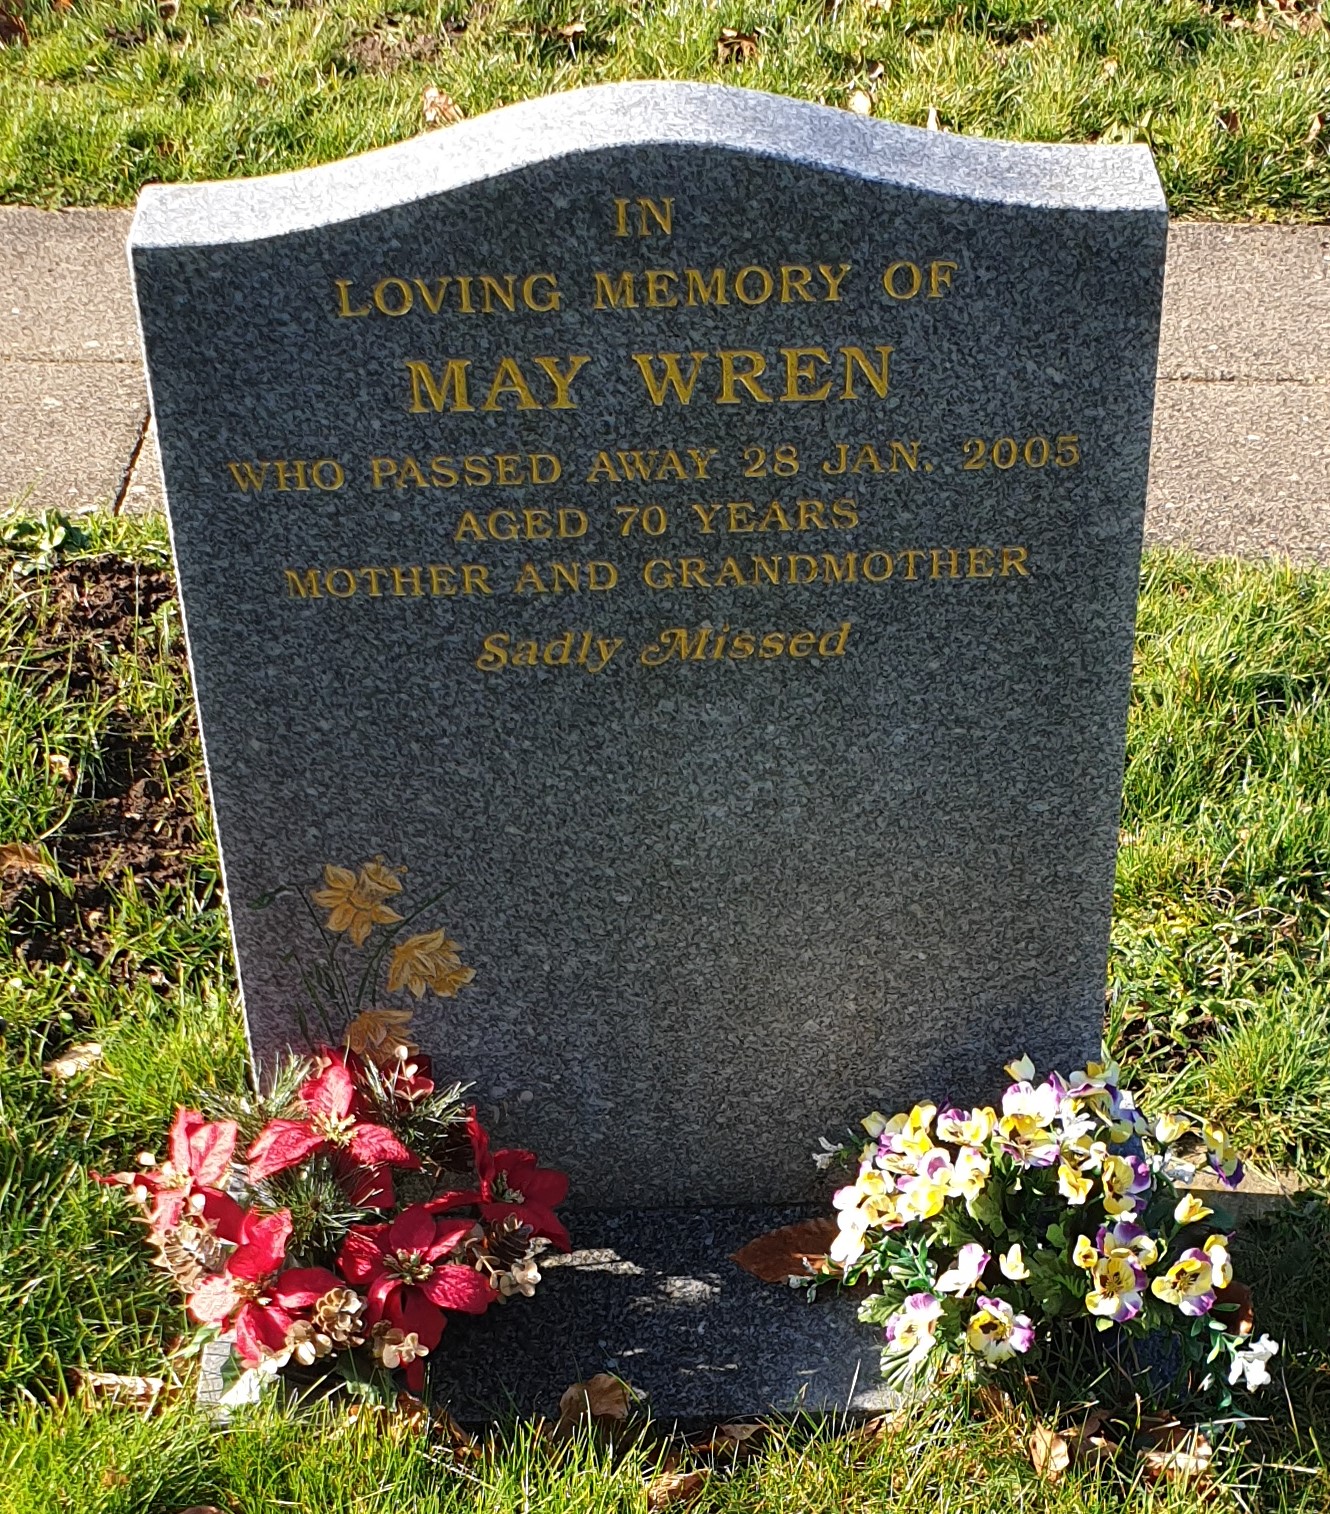 IN
LOVING MEMORY OF
MAY WREN
WHO PASSED AWAY 28 JAN. 2005
AGED 70 YEARS
MOTHER AND GRANDMOTHER
Sadly Missed